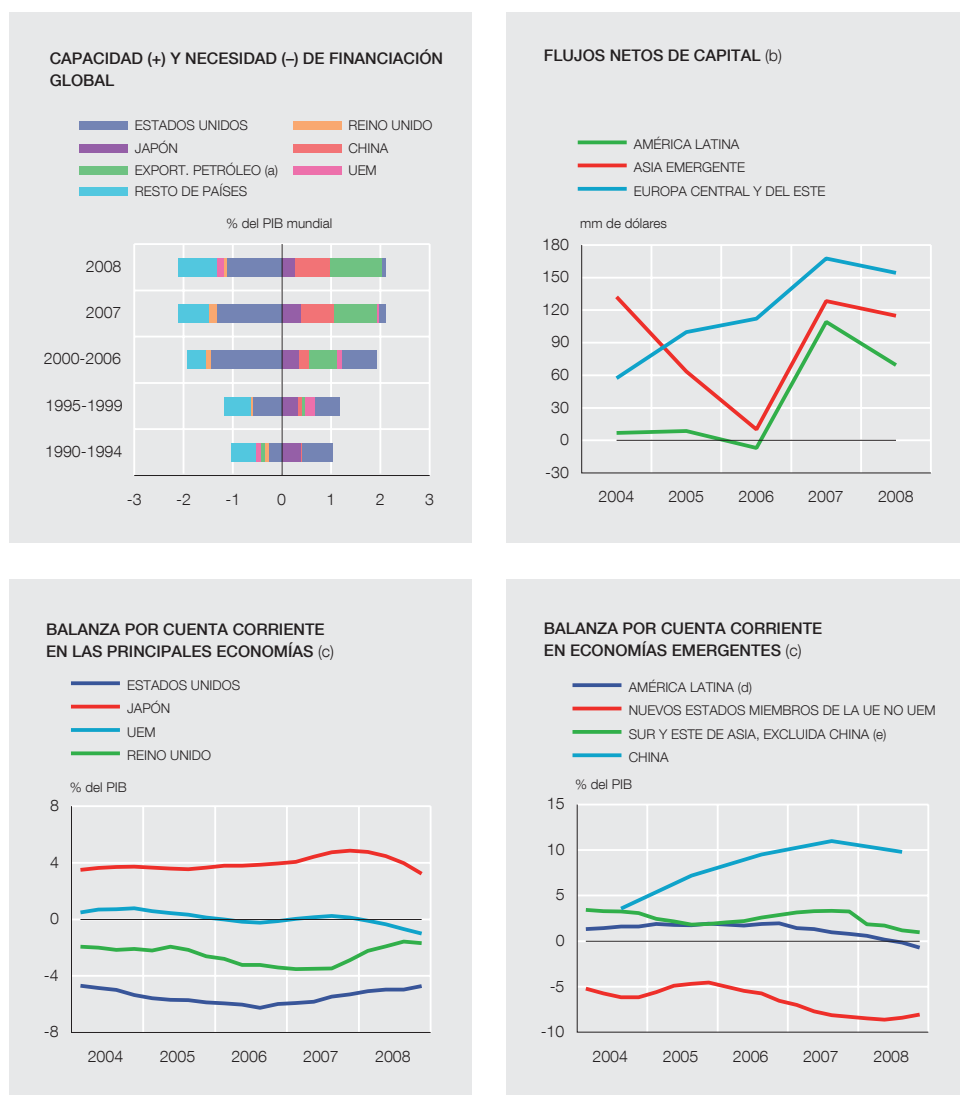 CAPACIDAD (+) Y NECESIDAD (–) DE FINANCIACIÓN
GLOBAL
ESTADOS UNIDOS
REINO UNIDO
JAPÓN
CHINA
EXPORT. PETRÓLEO (a)
UEM
RESTO DE PAÍSES
% del PIB mundial
2008
2007
2000-2006
1995-1999
1990-1994
-3 -2 -1 0 1 2 3
FLUJOS NETOS DE CAPITAL (b)
AMÉRICA LATINA
ASIA EMERGENTE
EUROPA CENTRAL Y DEL ESTE
mm de dólares
180
150
120
90
60
30
0
-30
2004 2005 2006 2007 2008
BALANZA POR CUENTA CORRIENTE
EN LAS PRINCIPALES ECONOMÍAS (c)
ESTADOS UNIDOS
JAPÓN
UEM
REINO UNIDO
% del PIB
8
4
0
-4
-8
2004 2005 2006 2007 2008
BALANZA POR CUENTA CORRIENTE
EN ECONOMÍAS EMERGENTES (c)
AMÉRICA LATINA (d)
NUEVOS ESTADOS MIEMBROS DE LA UE NO UEM
SUR Y ESTE DE ASIA, EXCLUIDA CHINA (e)
CHINA
% del PIB
15
10
5
0
-5
-10
2004 2005 2006 2007 2008